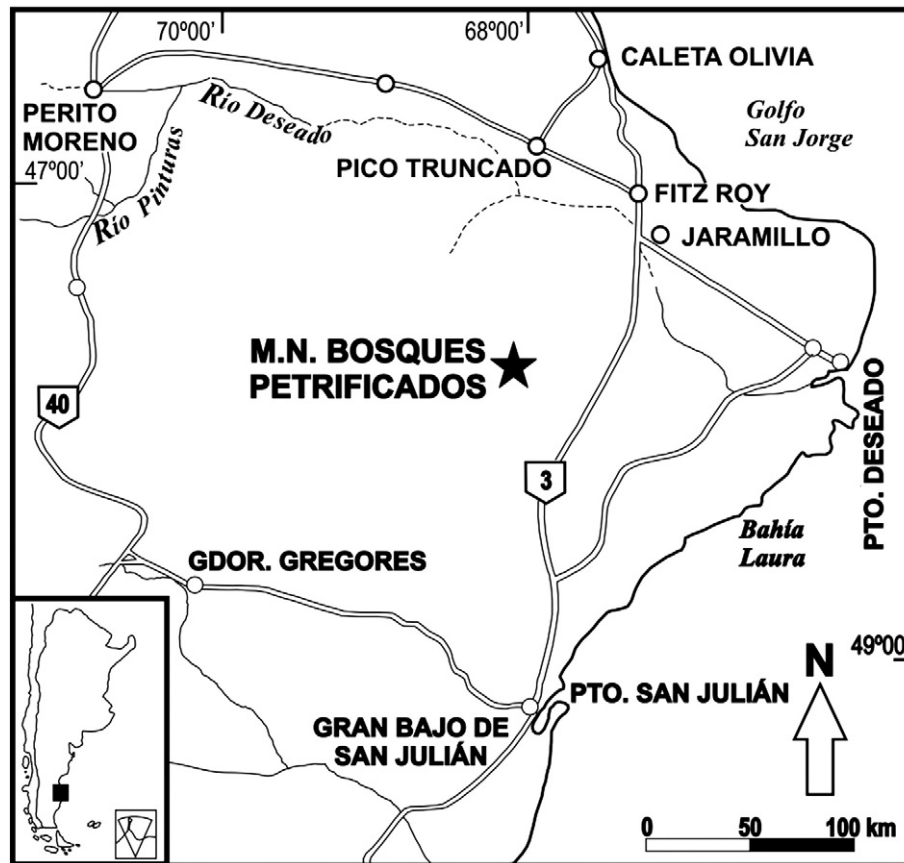 70º00'
68º00'
CALETA OLIVIA
PERITO
MORENO
Río Deseado
Golfo
San Jorge
PICO TRUNCADO
47º00'
Río Pinturas
FITZ ROY
JARAMILLO
M.N. BOSQUES
PETRIFICADOS
40
3
PTO. DESEADO
Bahía
Laura
GDOR. GREGORES
49º00'
N
PTO. SAN JULIÁN
GRAN BAJO DE
SAN JULIÁN
0 50 100 km